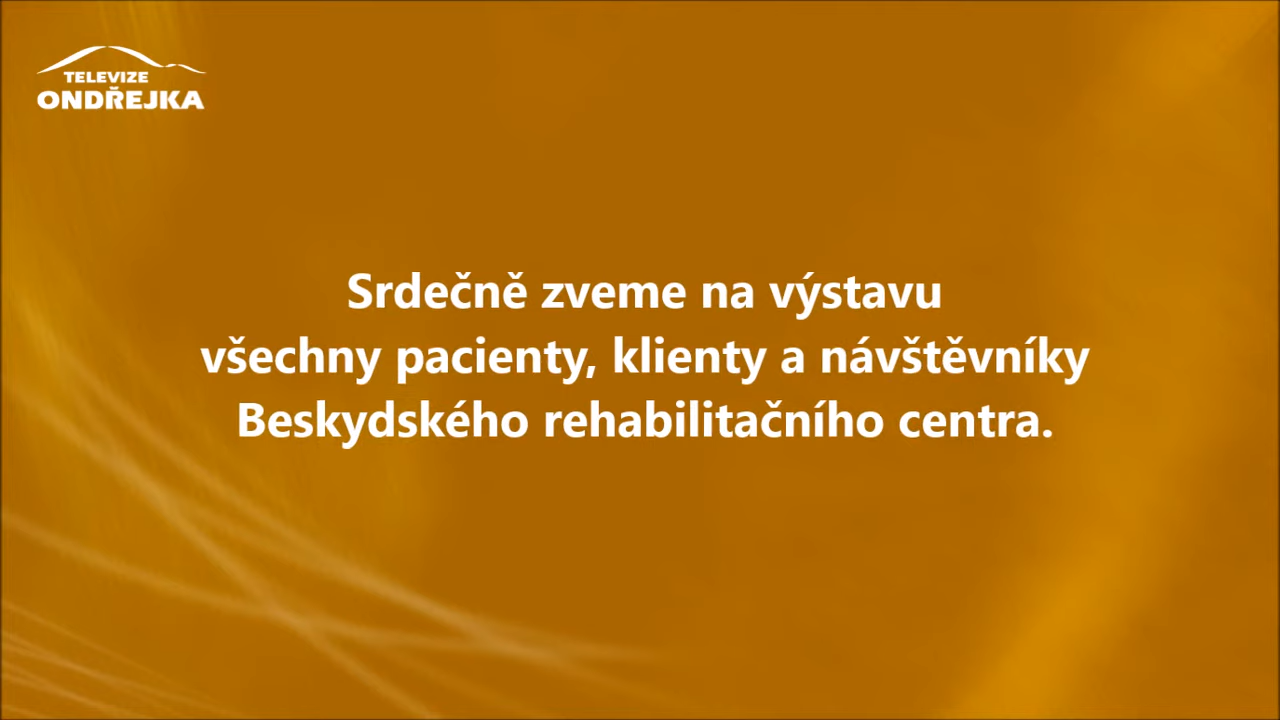 TELEVIZE
ONDŘEJKA
Srdečně zveme na výstavu
všechny pacienty, klienty a návštěvníky
Beskydského rehabilitačního centra.